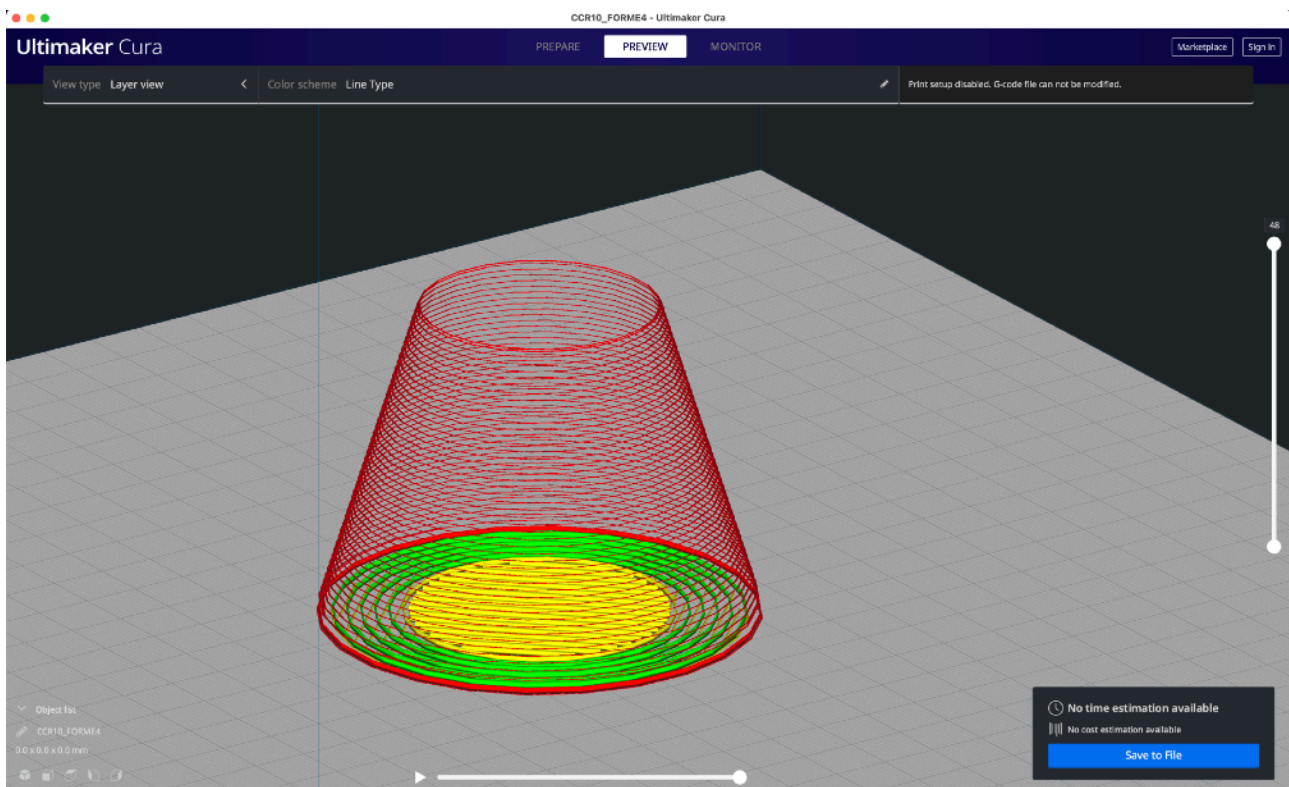 CCR10_FORME4 - Ultimaker Cura
Ultimaker Cura
PREPARE PREVIEW MONITOR
Marketplace Sign In
View type Layer view Color scheme Line Type
Print setup disabled. G-code file can not be modified.
48
No time estimation available
Object list
No cost estimation available
CCR10_FORME4
0.0 x 0.0 x 0.0 mm
Save to File